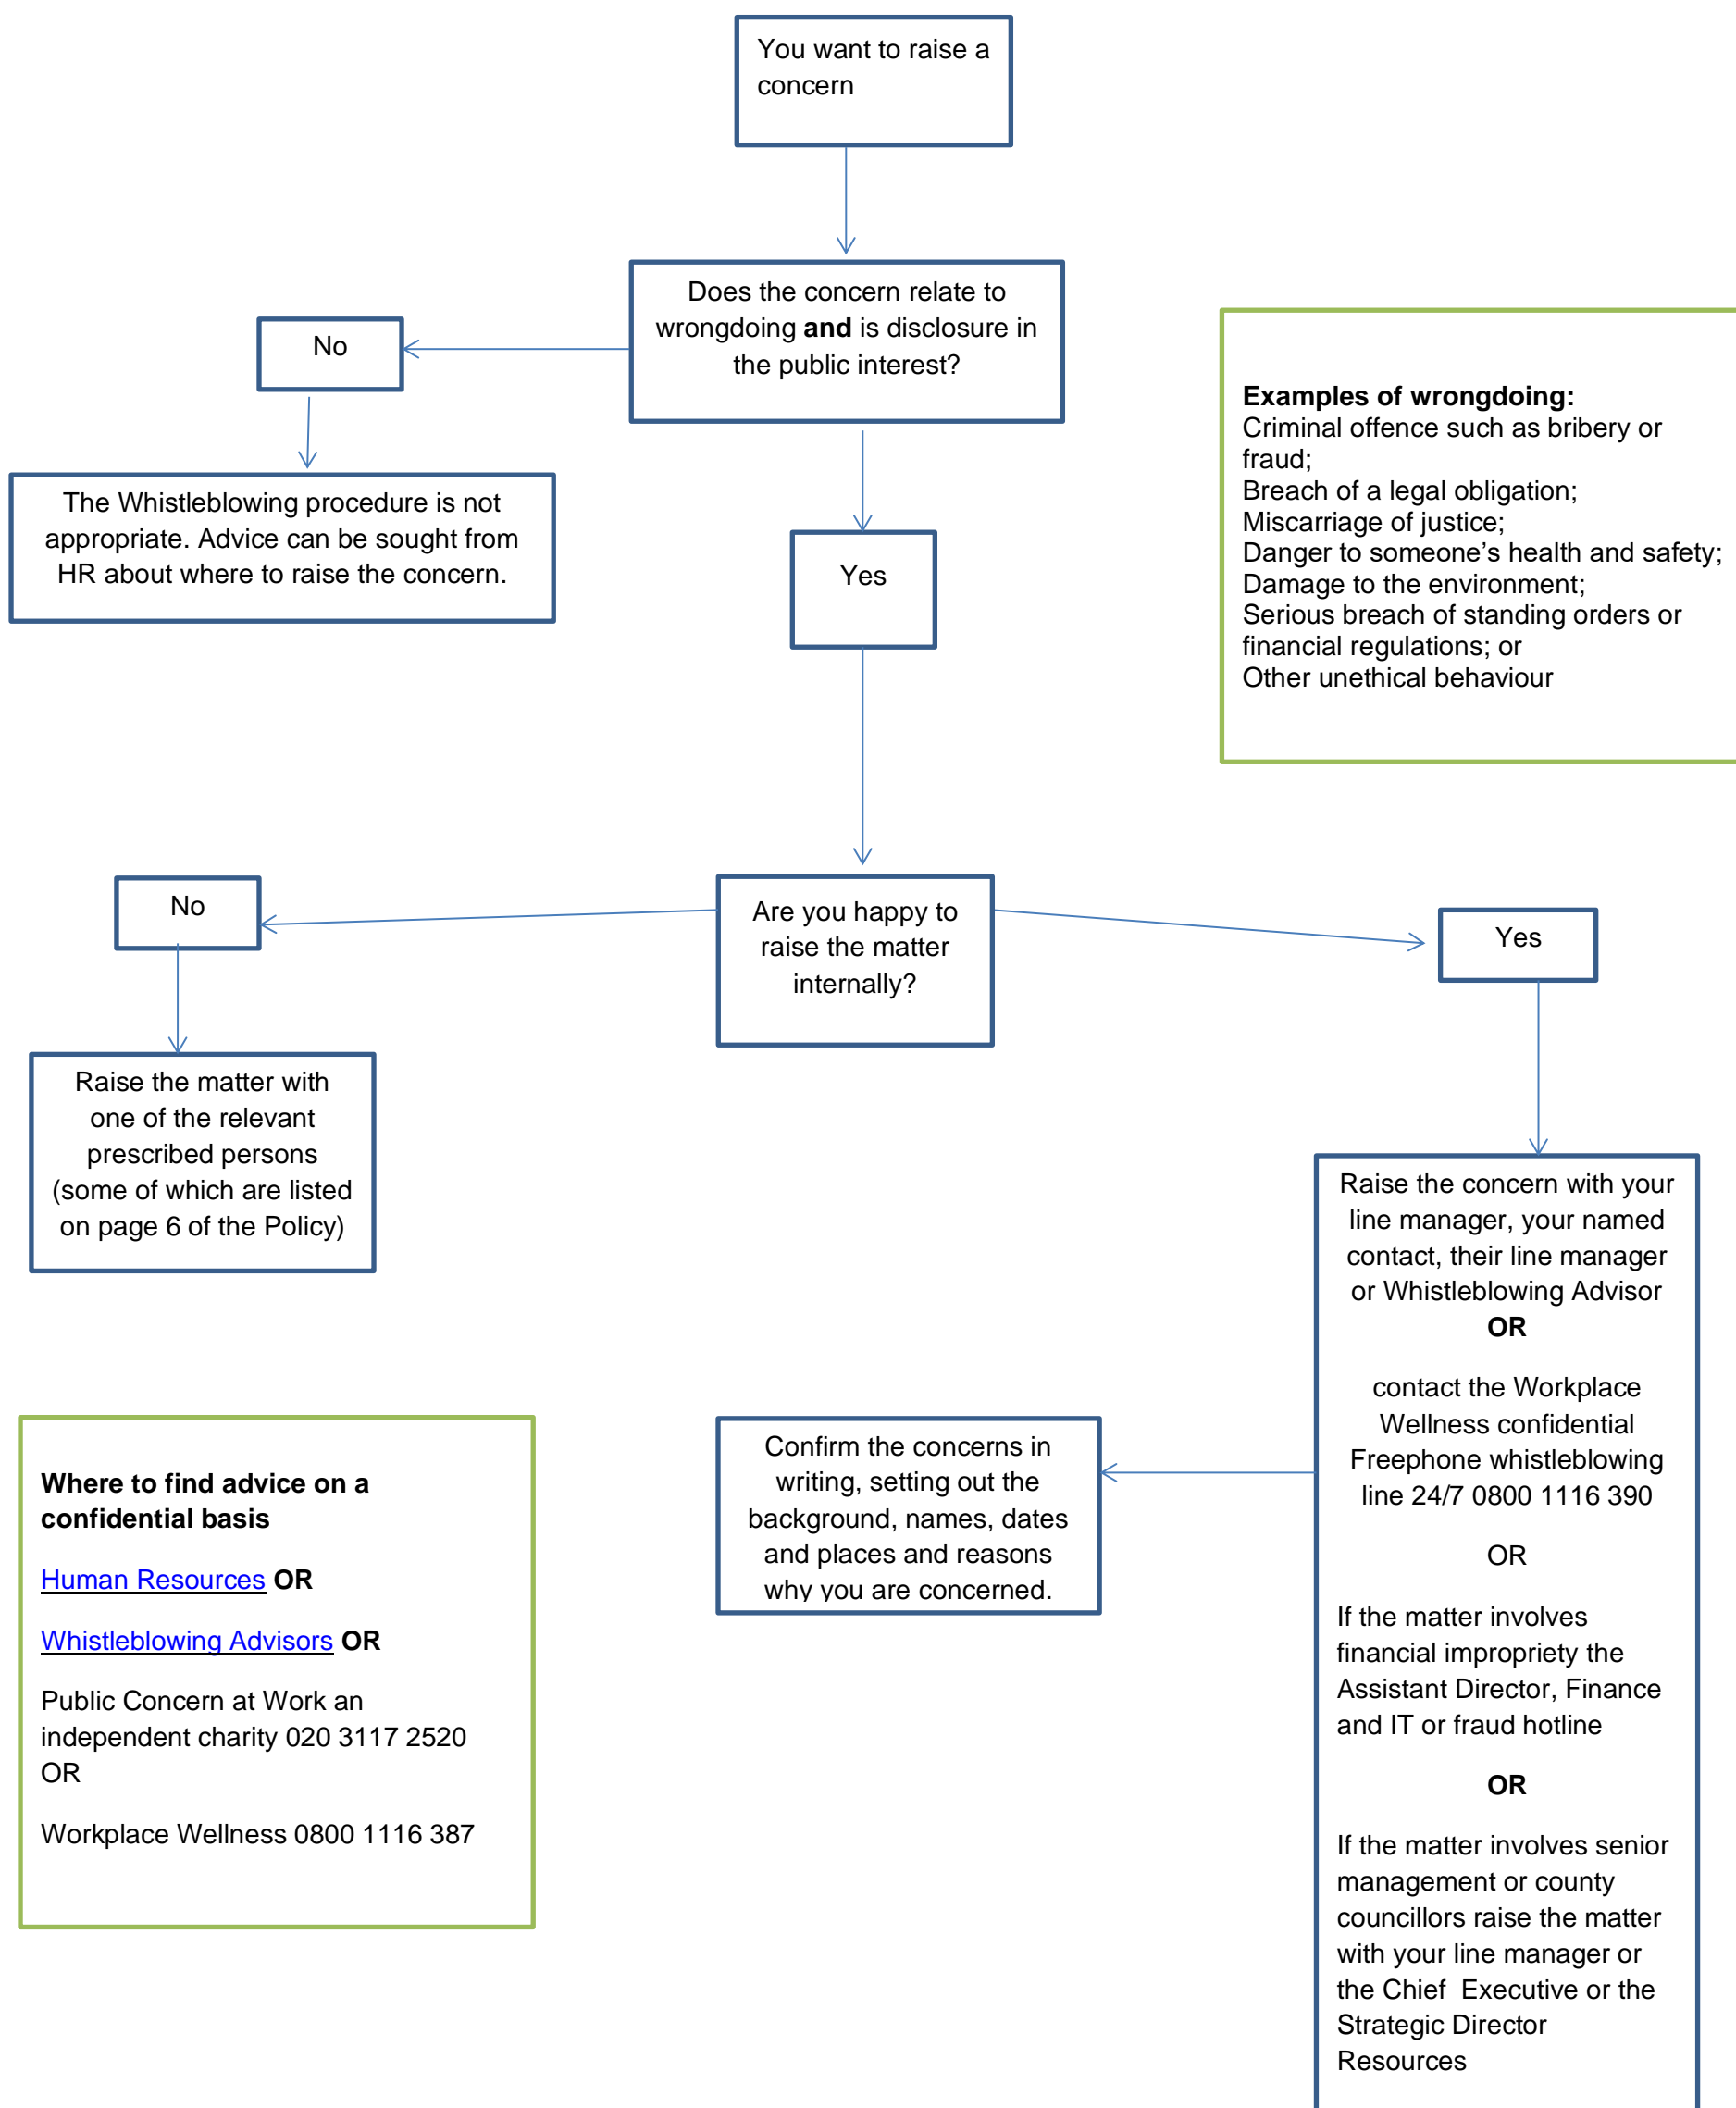 You want to raise a
concern
Does the concern relate to
wrongdoing and is disclosure in
the public interest?
No
Examples of wrongdoing:
Criminal offence such as bribery or
fraud;
Breach of a legal obligation;
Miscarriage of justice;
Danger to someone’s health and safety;
Damage to the environment;
Serious breach of standing orders or
financial regulations; or
Other unethical behaviour
The Whistleblowing procedure is not
appropriate. Advice can be sought from
HR about where to raise the concern.
Yes
No
Are you happy to
raise the matter
internally?
Yes
Raise the matter with
one of the relevant
prescribed persons
(some of which are listed
on page 6 of the Policy)
Raise the concern with your
line manager, your named
contact, their line manager
or Whistleblowing Advisor
OR
contact the Workplace
Wellness confidential
Freephone whistleblowing
line 24/7 0800 1116 390
OR
If the matter involves
financial impropriety the
Assistant Director, Finance
and IT or fraud hotline
OR
If the matter involves senior
management or county
councillors raise the matter
with your line manager or
the Chief  Executive or the
Strategic Director
Resources
Confirm the concerns in
writing, setting out the
background, names, dates
and places and reasons
why you are concerned.
Where to find advice on a
confidential basis
Human Resources OR
Whistleblowing Advisors OR
Public Concern at Work an
independent charity 020 3117 2520
OR
Workplace Wellness 0800 1116 387